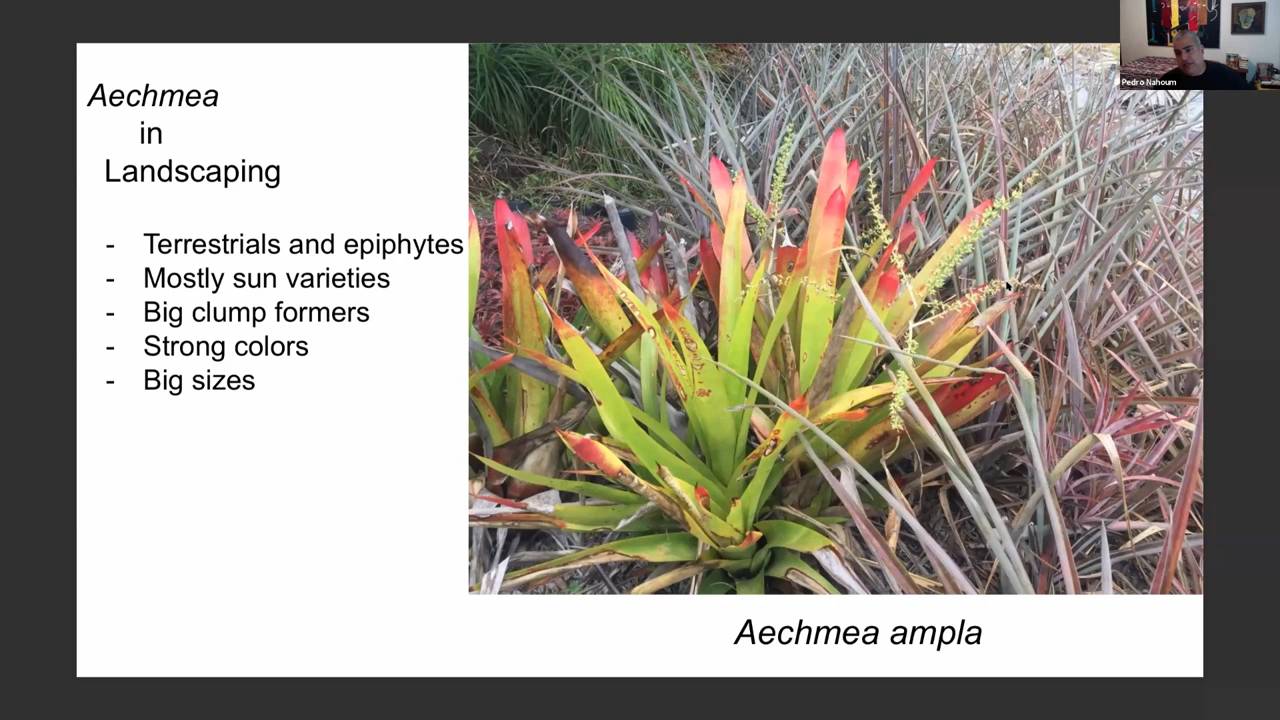 Aechmea
in
Landscaping
- Terrestrials and epiphytes
- Mostly sun varieties
- Big clump formers
- Strong colors
- Big sizes
Aechmea ampla
Pedro Nahoum